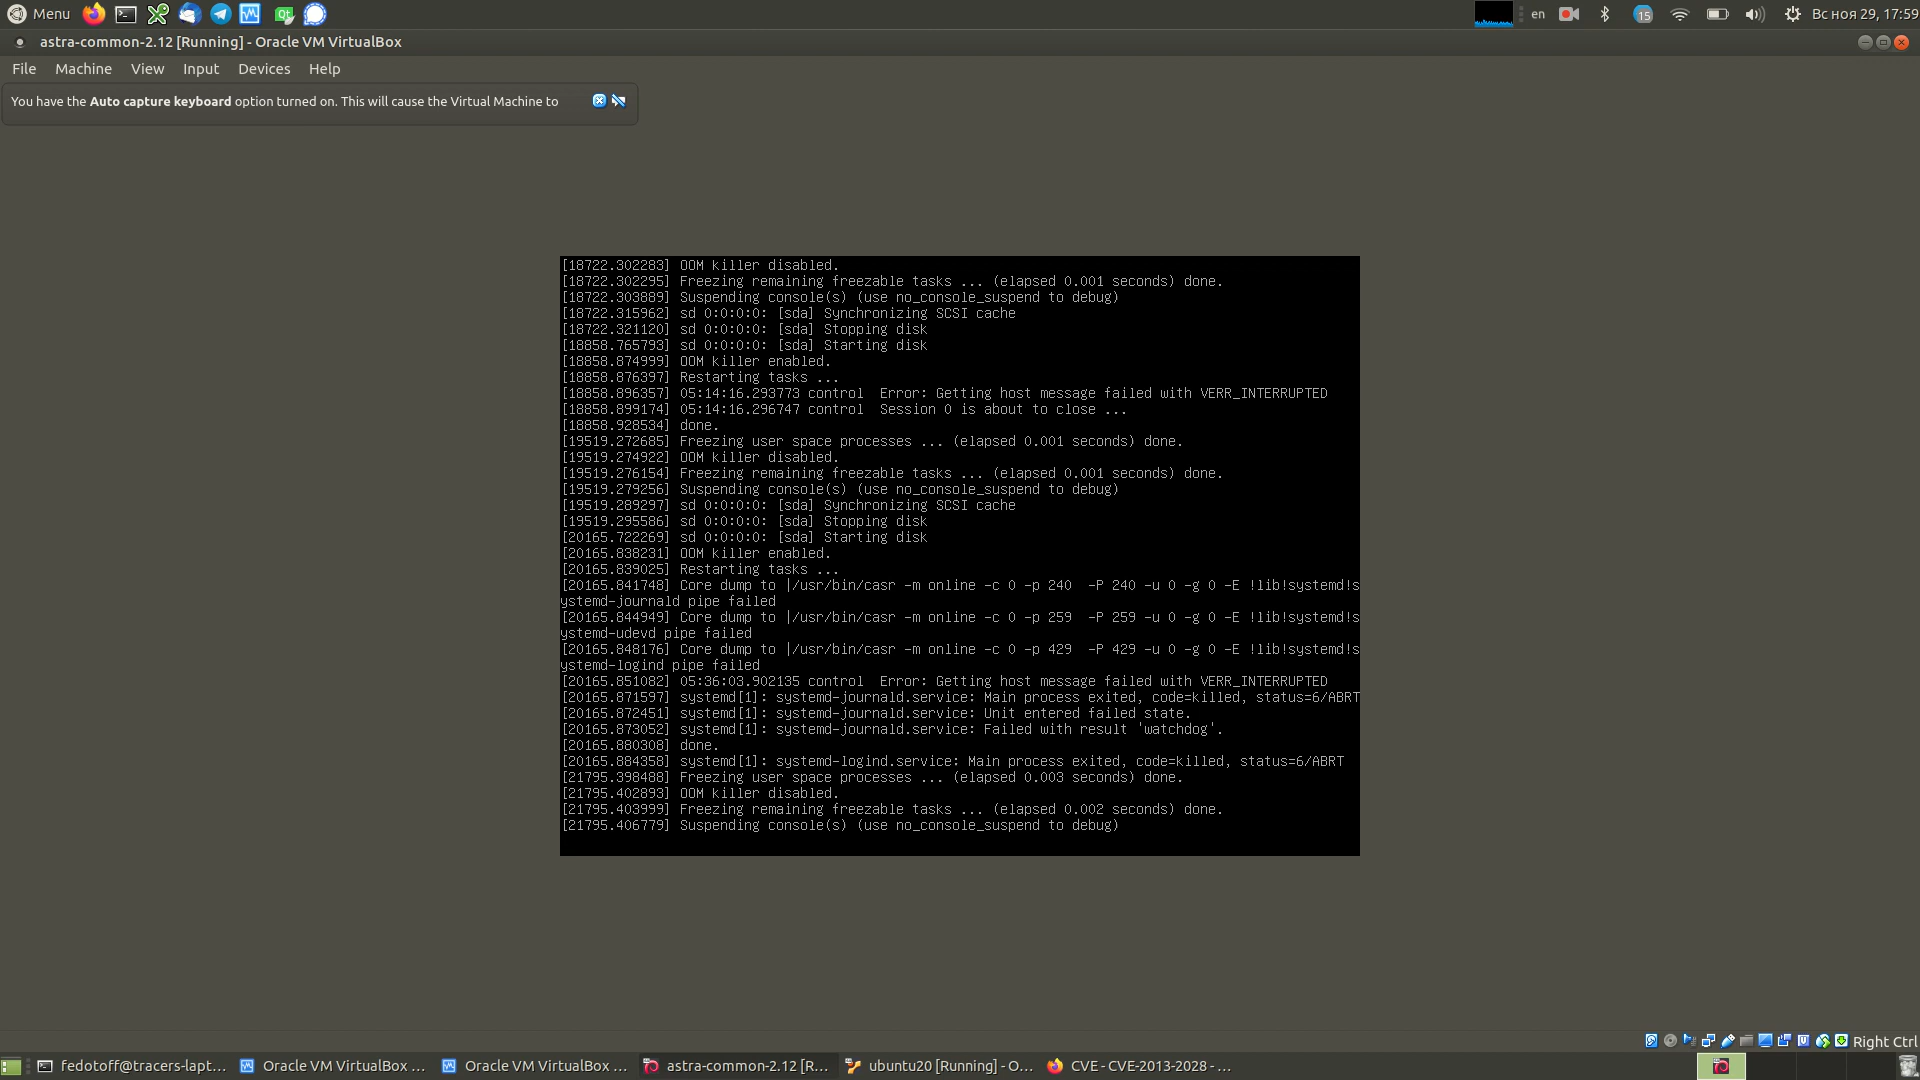 Menu
15
en
Вс ноя 29, 17:59
astra-common-2.12 [Running] - Oracle VM VirtualBox
File Machine View Input Devices Help
You have the Auto capture keyboard option turned on. This will cause the Virtual Machine to
[18722.302283] OOM killer disabled.
[18722.302295] Freezing remaining freezable tasks ... (elapsed 0.001 seconds) done.
[18722.303889] Suspending console(s) (use no_console_suspend to debug)
[18722.315962] sd 0:0:0:0: [sda] Synchronizing SCSI cache
[18722.321120] sd 0:0:0:0: [sda] Stopping disk
[18858.765793] sd 0:0:0:0: [sda] Starting disk
[18858.874999] OOM killer enabled.
[18858.876397] Restarting tasks ...
[18858.896357] 05:14:16.293773 control  Error: Getting host message failed with VERR_INTERRUPTED
[18858.899174] 05:14:16.296747 control  Session 0 is about to close ...
[18858.928534] done.
[19519.272685] Freezing user space processes ... (elapsed 0.001 seconds) done.
[19519.274922] OOM killer disabled.
[19519.276154] Freezing remaining freezable tasks ... (elapsed 0.001 seconds) done.
[19519.279256] Suspending console(s) (use no_console_suspend to debug)
[19519.289297] sd 0:0:0:0: [sda] Synchronizing SCSI cache
[19519.295586] sd 0:0:0:0: [sda] Stopping disk
[20165.722269] sd 0:0:0:0: [sda] Starting disk
[20165.838231] OOM killer enabled.
[20165.839025] Restarting tasks ...
[20165.841748] Core dump to |/usr/bin/casr -m online -c 0 -p 240  -P 240 -u 0 -g 0 -E !lib!systemd!s
ystemd-journald pipe failed
[20165.844949] Core dump to |/usr/bin/casr -m online -c 0 -p 259  -P 259 -u 0 -g 0 -E !lib!systemd!s
ystemd-udevd pipe failed
[20165.848176] Core dump to |/usr/bin/casr -m online -c 0 -p 429  -P 429 -u 0 -g 0 -E !lib!systemd!s
ystemd-logind pipe failed
[20165.851082] 05:36:03.902135 control  Error: Getting host message failed with VERR_INTERRUPTED
[20165.871597] systemd[1]: systemd-journald.service: Main process exited, code=killed, status=6/ABRT
[20165.872451] systemd[1]: systemd-journald.service: Unit entered failed state.
[20165.873052] systemd[1]: systemd-journald.service: Failed with result 'watchdog'.
[20165.880308] done.
[20165.884358] systemd[1]: systemd-logind.service: Main process exited, code=killed, status=6/ABRT
[21795.398488] Freezing user space processes ... (elapsed 0.003 seconds) done.
[21795.402893] OOM killer disabled.
[21795.403999] Freezing remaining freezable tasks ... (elapsed 0.002 seconds) done.
[21795.406779] Suspending console(s) (use no_console_suspend to debug)
Right Ctrl
fedotoff@tracers-lapt... Oracle VM VirtualBox ... Oracle VM VirtualBox ... astra-common-2.12 [R... ubuntu20 [Running] - O... CVE - CVE-2013-2028 - ...